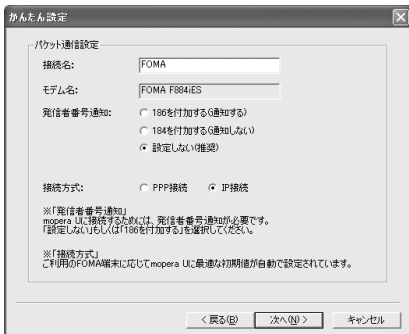 かんたん設定
パケット通信設定
接続名: FOMA
モデム名: FOMA F884iES
発信者番号通知: 186を付加する(通知する)
184を付加する(通知しない)
設定しない(推奨)
接続方式: PPP接続 IP接続
※「発信者番号通知」
mopera Uに接続するためには、発信者番号通知が必要です。
「設定しない」もしくは「186を付加する」を選択してください。
※「接続方式」
ご利用のFOMA端末に応じてmopera Uに最適な初期値が自動で設定されています。
< 戻る(B) 次へ(N) > キャンセル